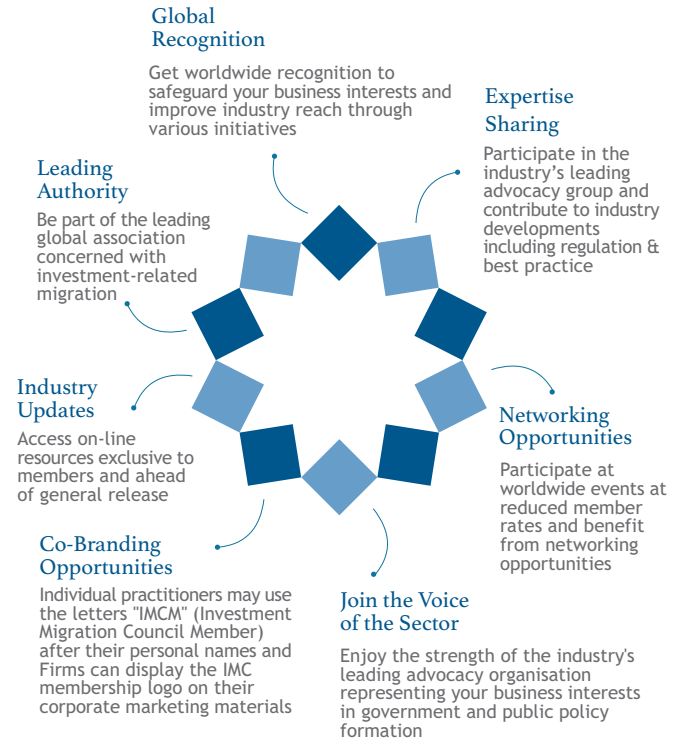 Global
Recognition
Get worldwide recognition to
safeguard your business interests and
improve industry reach through
various initiatives
Expertise
Sharing
Participate in the
industry's leading
advocacy group and
contribute to industry
developments
including regulation &
best practice
Leading
Authority
Be part of the leading
global association
concerned with
investment-related
migration
Industry
Updates
Access on-line
resources exclusive to
members and ahead
of general release
Networking
Opportunities
Participate at
worldwide events at
reduced member
rates and benefit
from networking
opportunities
Co-Branding
Opportunities
Individual practitioners may use
the letters "IMCM" (Investment
Migration Council Member)
after their personal names and
Firms can display the IMC
membership logo on their
corporate marketing materials
Join the Voice
of the Sector
Enjoy the strength of the industry's
leading advocacy organisation
representing your business interests
in government and public policy
formation